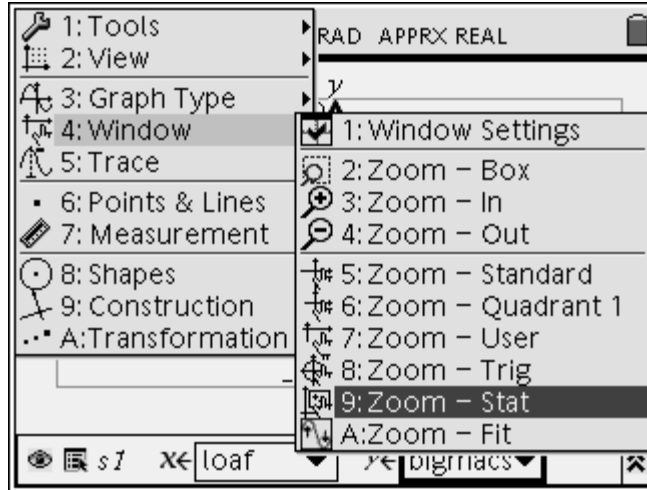 1: Tools
2: View
3: Graph Type
4: Window
5: Trace
6: Points & Lines
7: Measurement
8: Shapes
9: Construction
A: Transformation
RAD APPRX REAL
y
1: Window Settings
2: Zoom – Box
3: Zoom – In
4: Zoom – Out
5: Zoom – Standard
6: Zoom – Quadrant 1
7: Zoom – User
8: Zoom – Trig
9: Zoom – Stat
A: Zoom – Fit
s1 x← loaf y← bigmacs